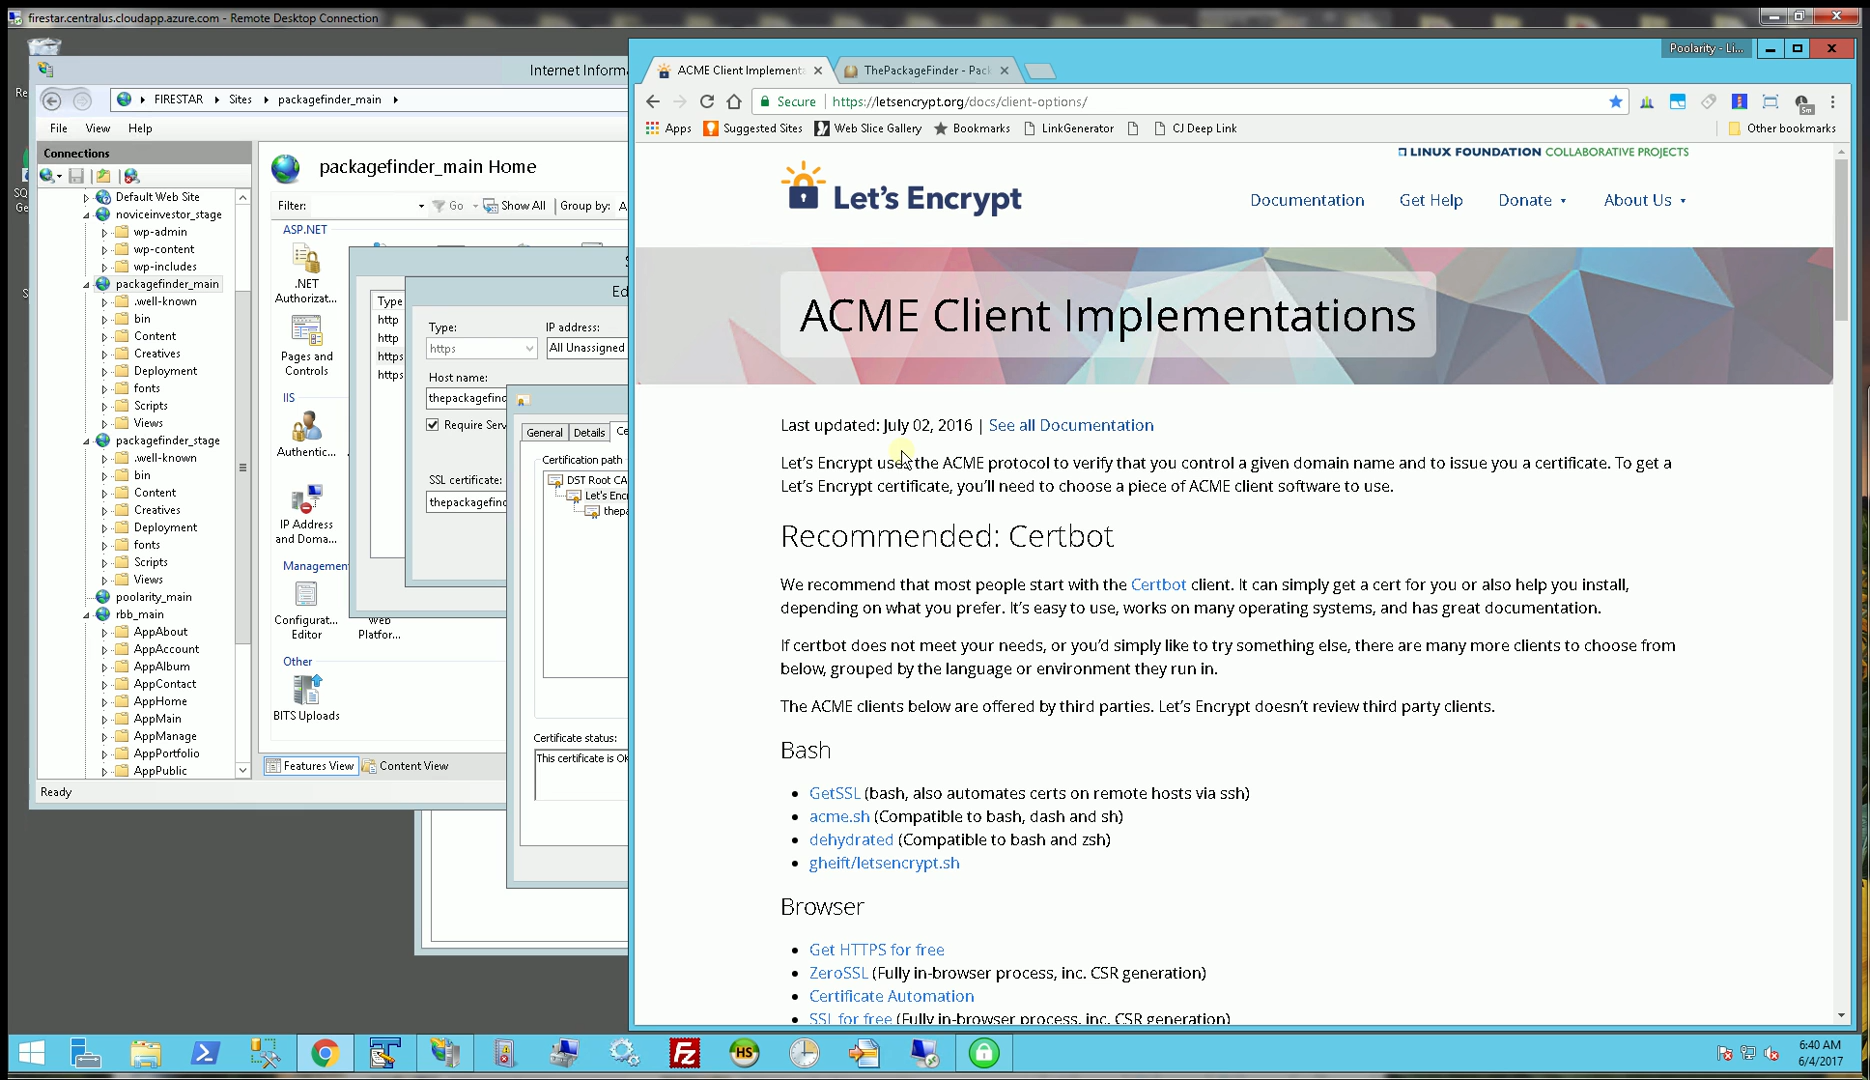 firestar.centralus.cloudapp.azure.com - Remote Desktop Connection
Internet Informa
FIRESTAR
Sites
packagefinder_main
File
View
Help
Connections
Default Web Site
noviceinvestor_stage
wp-admin
wp-content
wp-includes
packagefinder_main
.well-known
bin
Content
Creatives
Deployment
fonts
Scripts
Views
packagefinder_stage
.well-known
bin
Content
Creatives
Deployment
fonts
Scripts
Views
poolarity_main
rbb_main
AppAbout
AppAccount
AppAlbum
AppContact
AppHome
AppMain
AppManage
AppPortfolio
AppPublic
Ready
packagefinder_main Home
Filter:
Go
Show All
Group by:
ASP.NET
.NET
Authorizat...
Pages and
Controls
IIS
Authentic...
IP Address
and Doma...
Management
Configurat...
Editor
Web
Platfor...
Other
BITS Uploads
Features View
Content View
Type
http
http
https
https
Type:
https
IP address:
All Unassigned
Host name:
thepackagefin
Require Serv
SSL certificate:
thepackagefin
General
Details
Certification path
DST Root CA
Let's Enc
thepa
Certificate status:
This certificate is OK
Poolarity - Li...
ACME Client Implement
ThePackageFinder - Pac
Secure
https://letsencrypt.org/docs/client-options/
Apps
Suggested Sites
Web Slice Gallery
Bookmarks
LinkGenerator
CJ Deep Link
Other bookmarks
LINUX FOUNDATION COLLABORATIVE PROJECTS
Let's Encrypt
Documentation
Get Help
Donate
About Us
ACME Client Implementations
Last updated: July 02, 2016 | See all Documentation
Let's Encrypt uses the ACME protocol to verify that you control a given domain name and to issue you a certificate. To get a
Let's Encrypt certificate, you'll need to choose a piece of ACME client software to use.
Recommended: Certbot
We recommend that most people start with the Certbot client. It can simply get a cert for you or also help you install,
depending on what you prefer. It's easy to use, works on many operating systems, and has great documentation.
If certbot does not meet your needs, or you'd simply like to try something else, there are many more clients to choose from
below, grouped by the language or environment they run in.
The ACME clients below are offered by third parties. Let's Encrypt doesn't review third party clients.
Bash
GetSSL (bash, also automates certs on remote hosts via ssh)
acme.sh (Compatible to bash, dash and sh)
dehydrated (Compatible to bash and zsh)
gheift/letsencrypt.sh
Browser
Get HTTPS for free
ZeroSSL (Fully in-browser process, inc. CSR generation)
Certificate Automation
SSL for free (Fully in-browser process, inc. CSR generation)
6:40 AM
6/4/2017